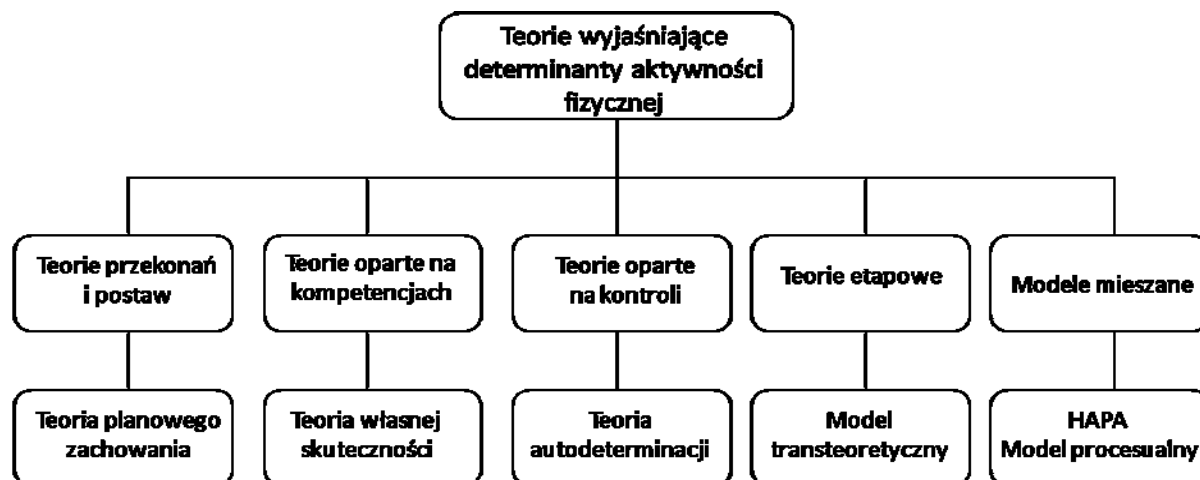 Teorie wyjaśniające
determinanty aktywności
fizycznej
Teorie przekonań
i postaw
Teorie oparte na
kompetencjach
Teorie oparte
na kontroli
Teorie etapowe
Modele mieszane
Teoria planowego
zachowania
Teoria własnej
skuteczności
Teoria
autodeterminacji
Model
transteoretyczny
HAPA
Model procesualny